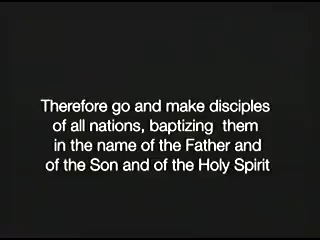 Therefore go and make disciples
of all nations, baptizing them
in the name of the Father and
of the Son and of the Holy Spirit